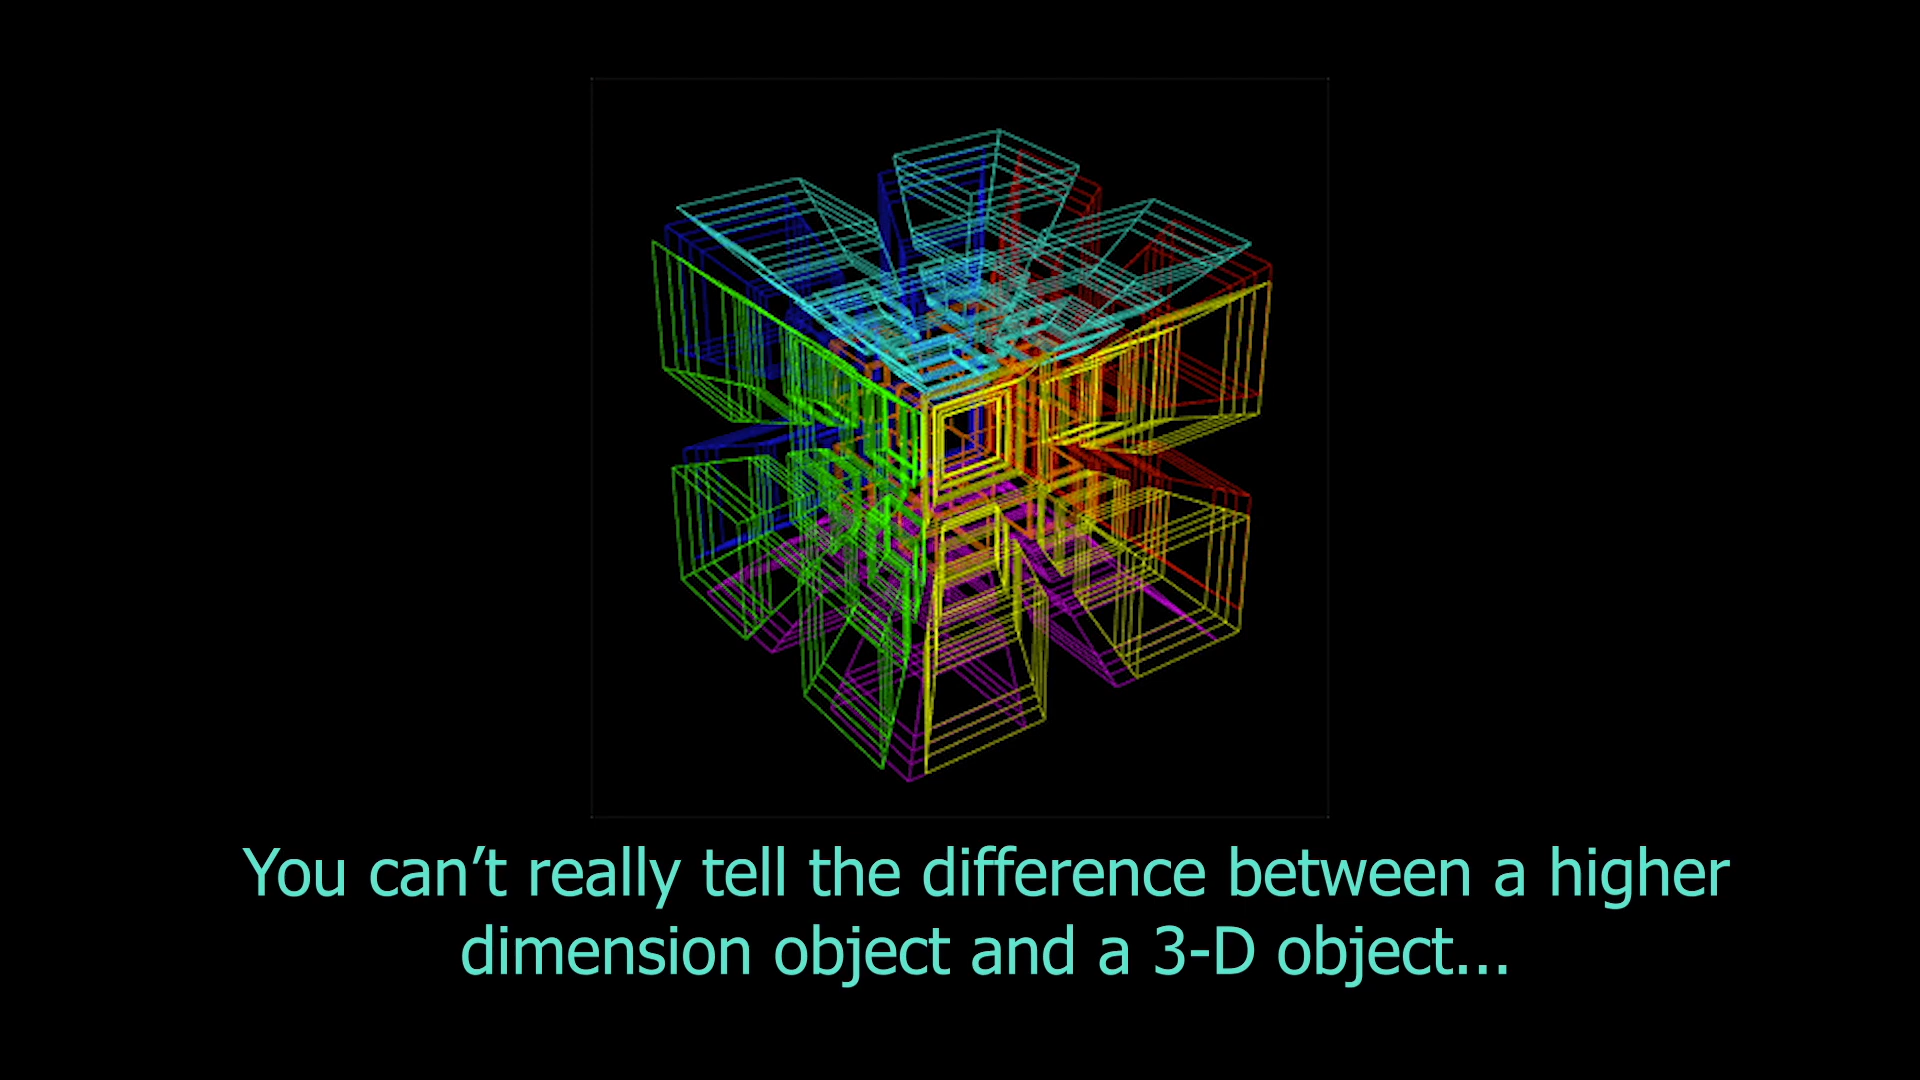 You can’t really tell the difference between a higher
dimension object and a 3-D object...